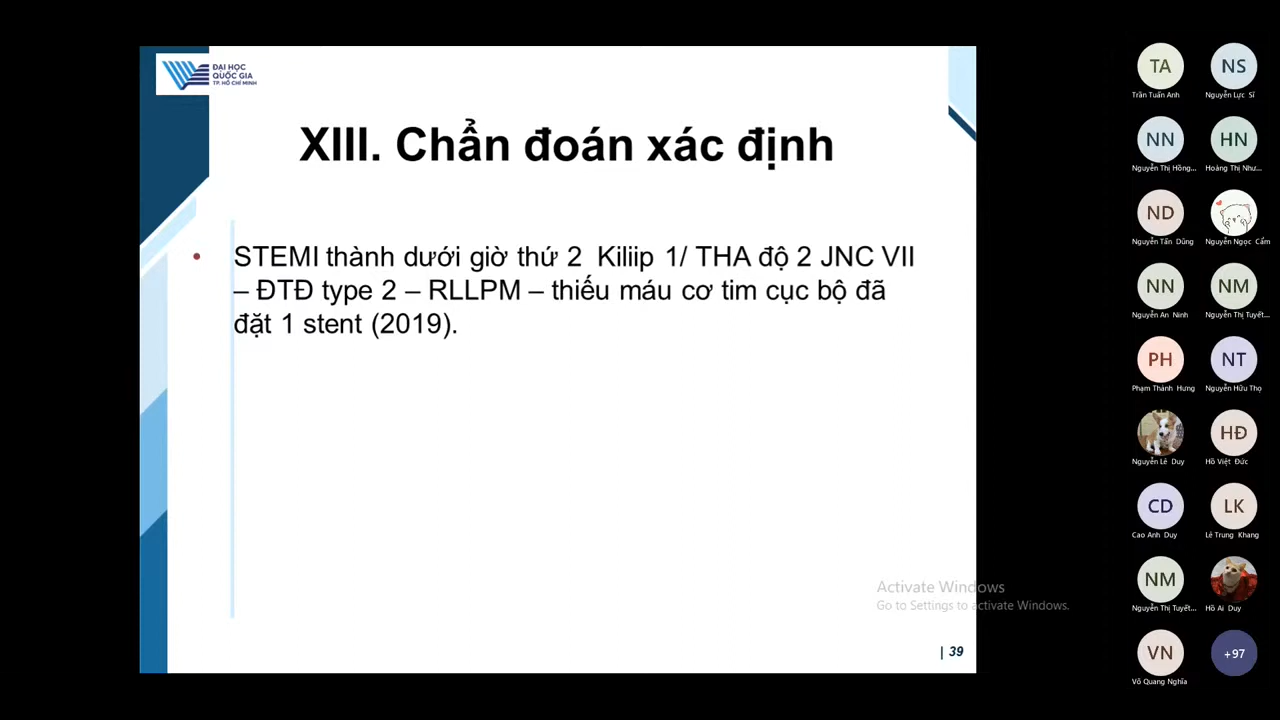 ĐẠI HỌC
QUỐC GIA
TP. HỒ CHÍ MINH
XIII. Chẩn đoán xác định
• STEMI thành dưới giờ thứ 2 Kiliip 1/ THA độ 2 JNC VII
– ĐTĐ type 2 – RLLPM – thiếu máu cơ tim cục bộ đã
đặt 1 stent (2019).
Activate Windows
Go to Settings to activate Windows.
| 39
TA NS
Trần Tuấn Anh Nguyễn Lực Sĩ
NN HN
Nguyễn Thị Hồng... Hoàng Thị Như...
ND
Nguyễn Tấn Dũng Nguyễn Ngọc Cẩm
NN NM
Nguyễn An Ninh Nguyễn Thị Tuyết...
PH NT
Phạm Thành Hưng Nguyễn Hữu Thọ
HĐ
Nguyễn Lê Duy Hồ Việt Đức
CD LK
Cao Anh Duy Lê Trung Khang
NM
Nguyễn Thị Tuyết... Hồ Ai Duy
VN +97
Võ Quang Nghĩa